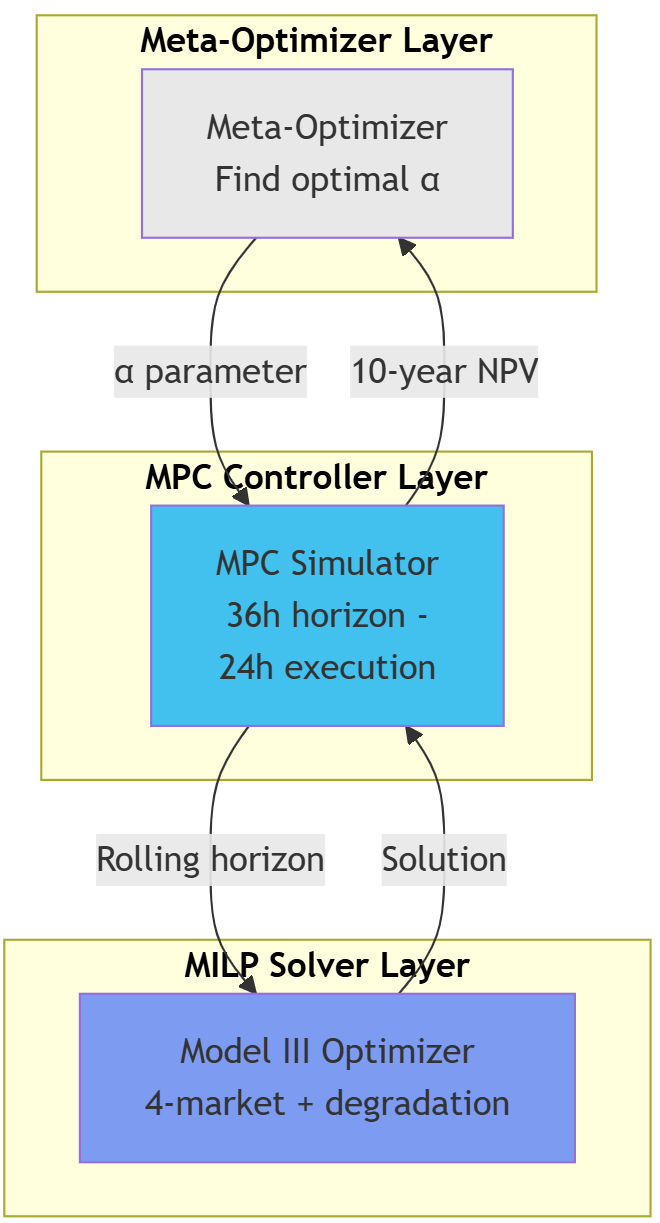 Meta-Optimizer Layer
Meta-Optimizer
Find optimal α
α parameter
10-year NPV
MPC Controller Layer
MPC Simulator
36h horizon -
24h execution
Rolling horizon
Solution
MILP Solver Layer
Model III Optimizer
4-market + degradation